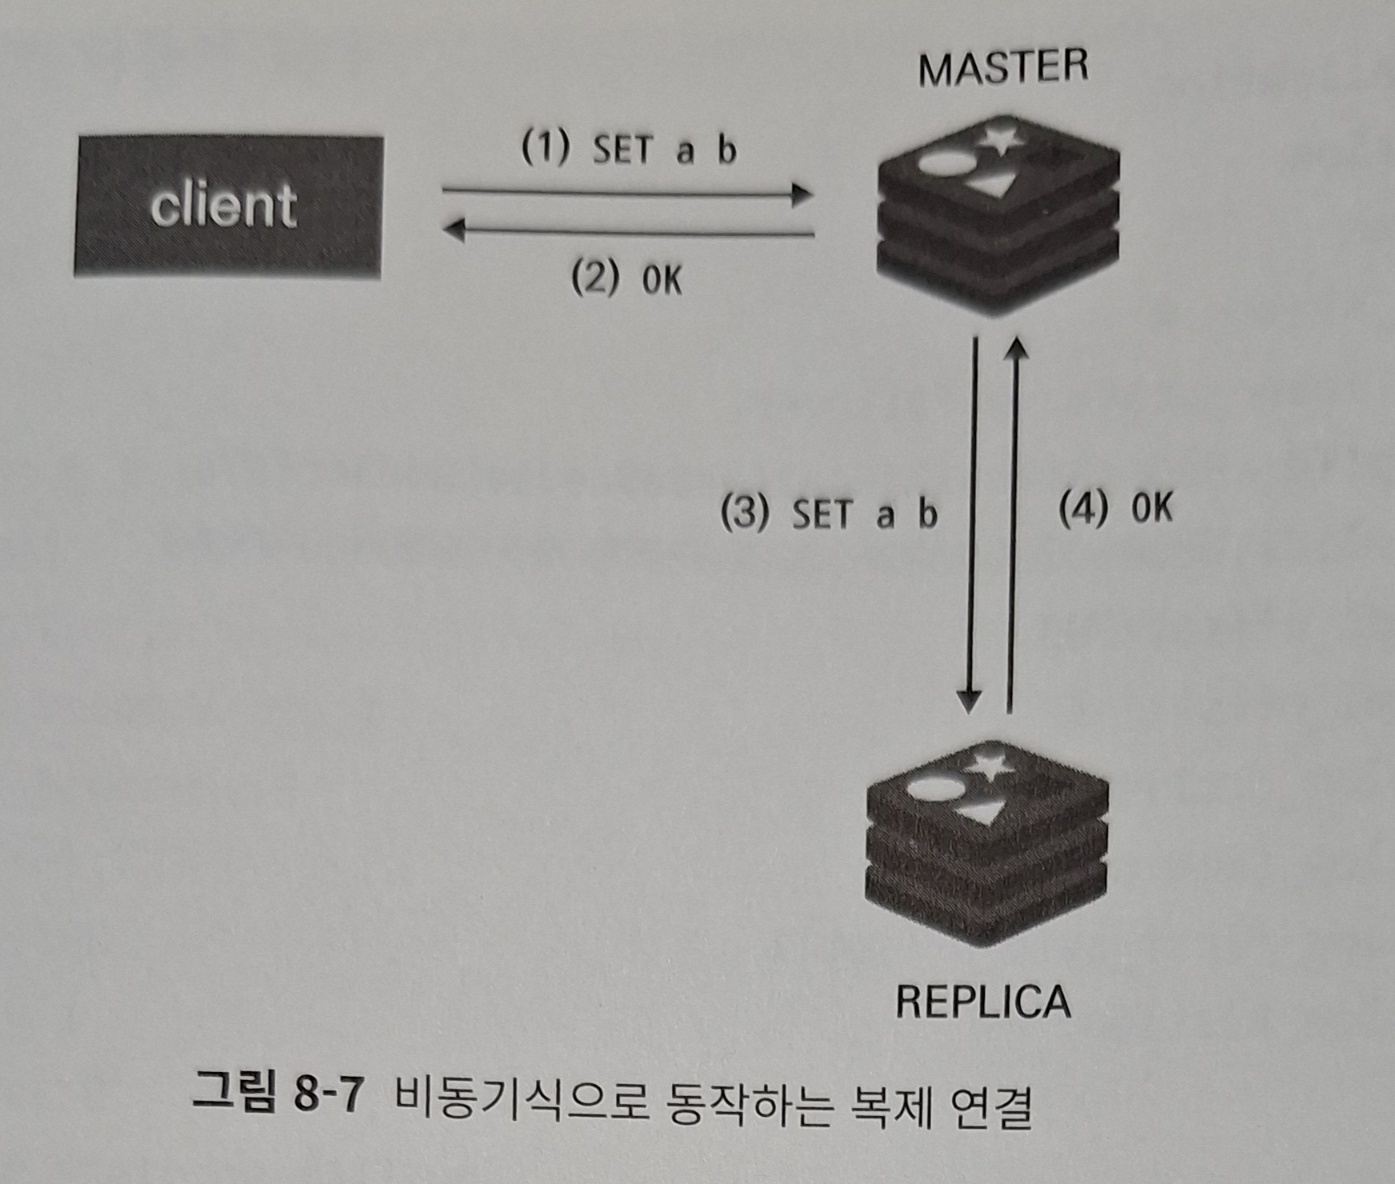 MASTER
client
(1) SET a b
(2) OK
(3) SET a b
(4) OK
REPLICA
그림 8-7 비동기식으로 동작하는 복제 연결